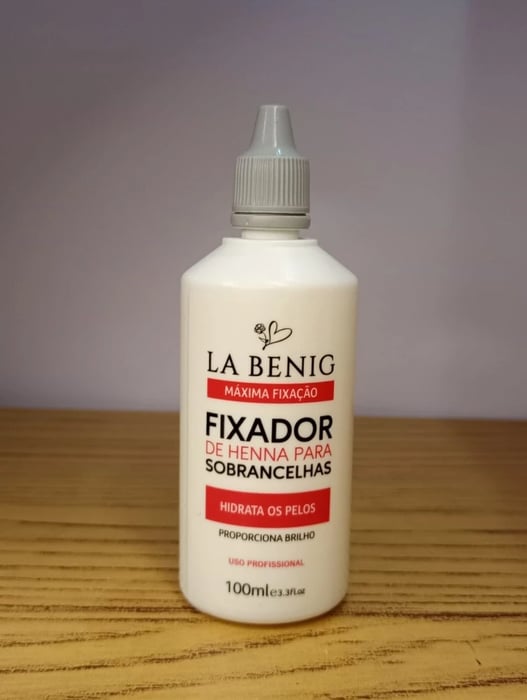 LA BENIG
MÁXIMA FIXAÇÃO
FIXADOR
DE HENNA PARA
SOBRANCELHAS
HIDRATA OS PELOS
PROPORCIONA BRILHO
USO PROFISSIONAL
100ml e 3.3fl.oz